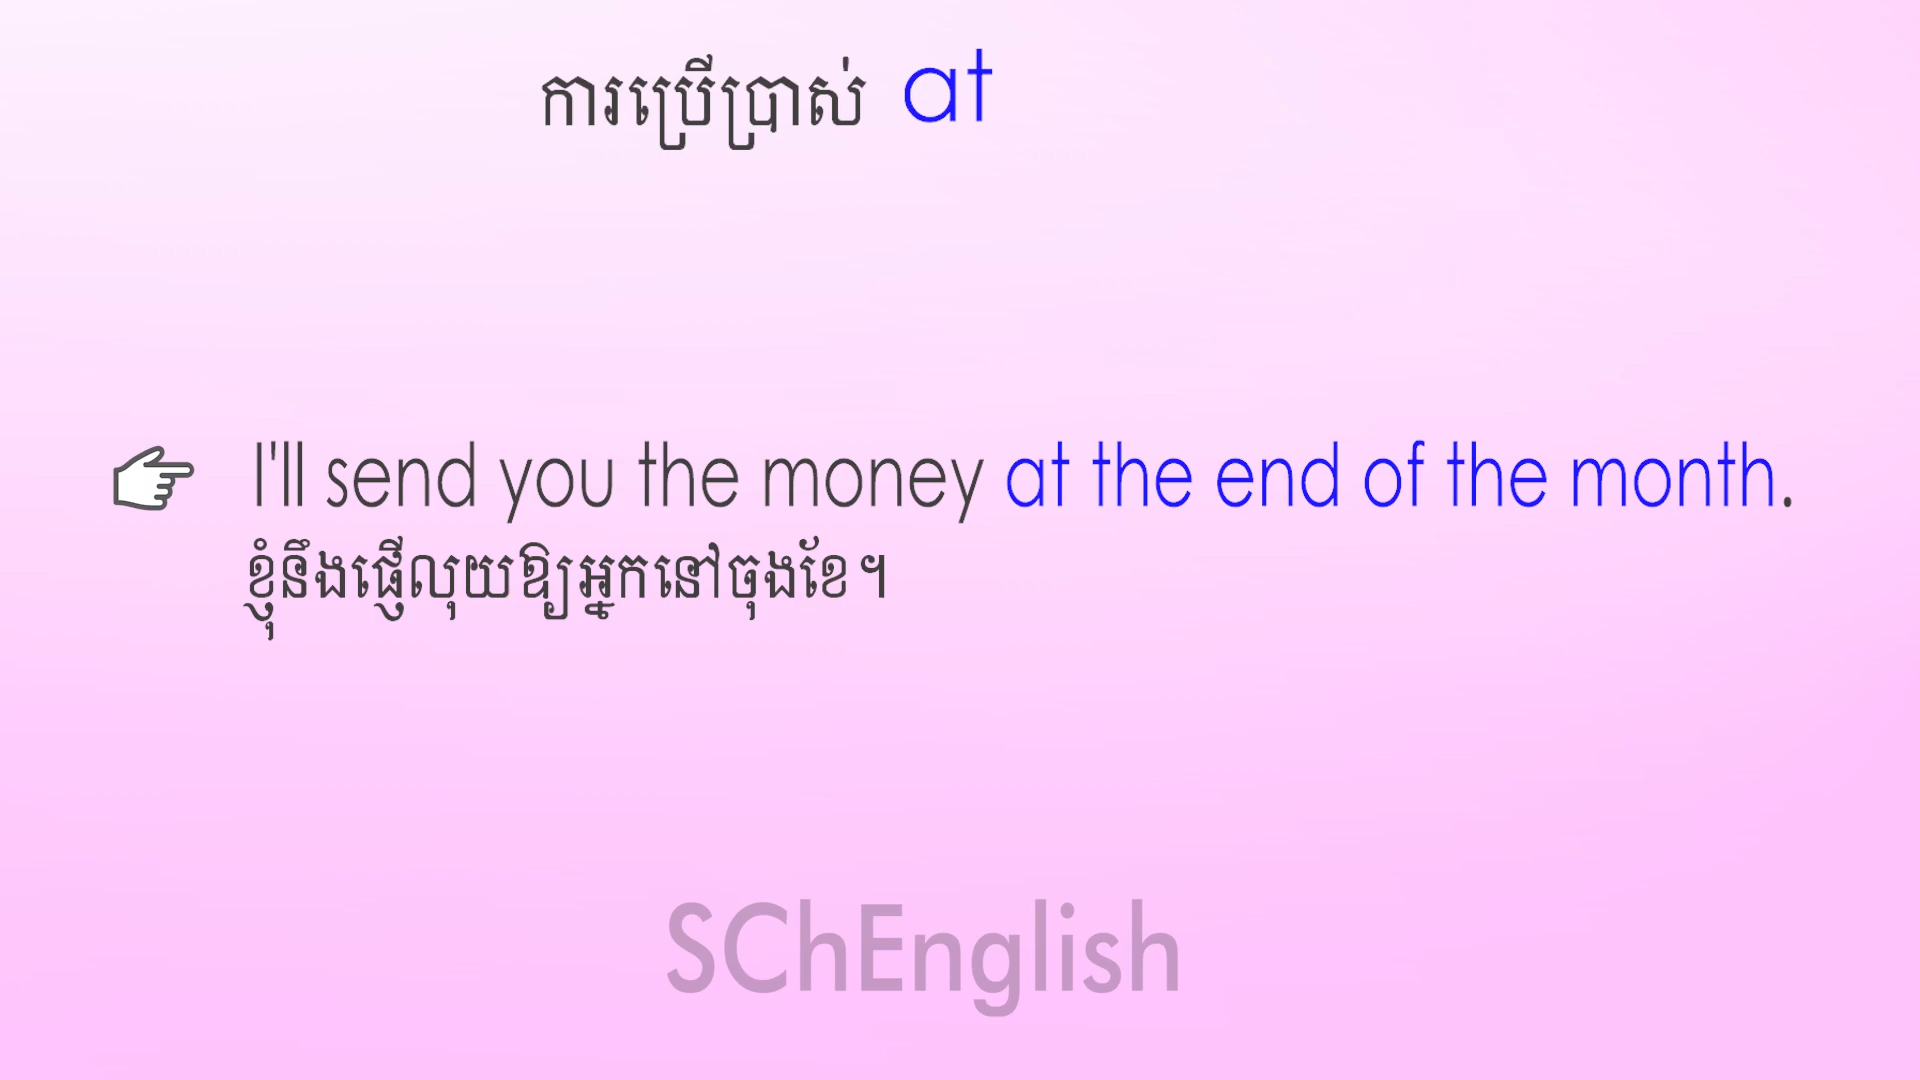 ការប្រើប្រាស់ at
I'll send you the money at the end of the month.
ខ្ញុំនឹងផ្ញើលុយឱ្យអ្នកនៅចុងខែ។
SChEnglish